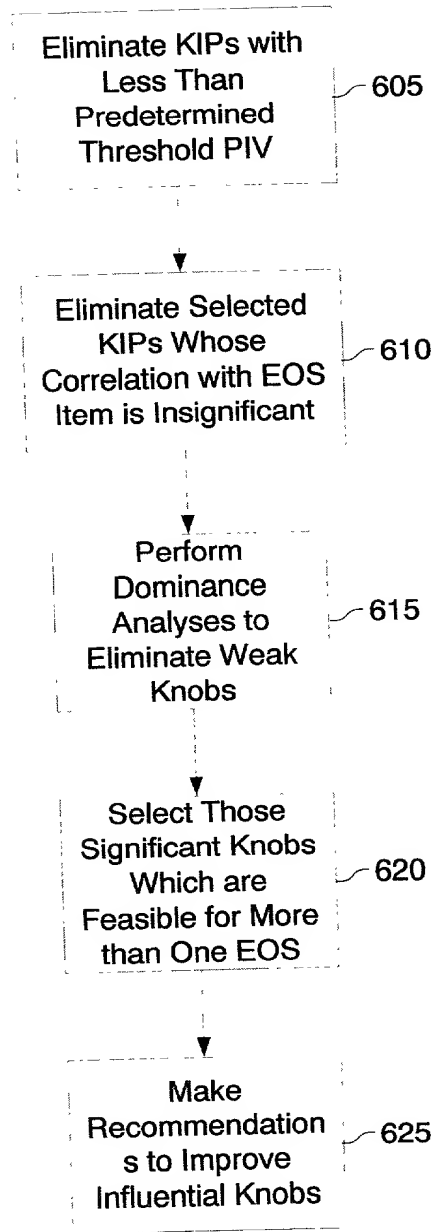 Eliminate KIPs with
Less Than
Predetermined
Threshold PIV
605
Eliminate Selected
KIPs Whose
Correlation with EOS
Item is Insignificant
610
Perform
Dominance
Analyses to
Eliminate Weak
Knobs
615
Select Those
Significant Knobs
Which are
Feasible for More
than One EOS
620
Make
Recommendation
s to Improve
Influential Knobs
625